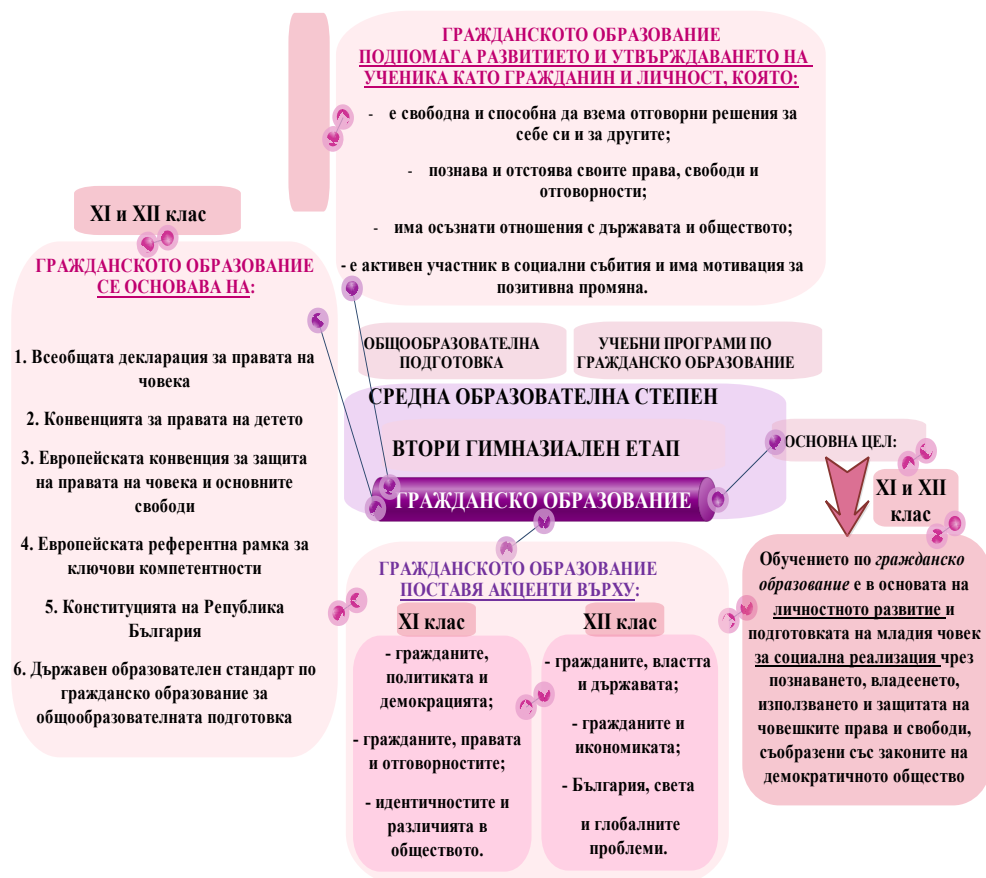 ГРАЖДАНСКОТО ОБРАЗОВАНИЕ
ПОДПОМАГА РАЗВИТИЕТО И УТВЪРЖДАВАНЕТО НА
УЧЕНИКА КАТО ГРАЖДАНИН И ЛИЧНОСТ, КОЯТО:
- е свободна и способна да взема отговорни решения за
себе си и за другите;
- познава и отстоява своите права, свободи и
отговорности;
- има осъзнати отношения с държавата и обществото;
- е активен участник в социални събития и има мотивация за
позитивна промяна.
XI и XII клас
ГРАЖДАНСКОТО ОБРАЗОВАНИЕ
СЕ ОСНОВАВА НА:
1. Всеобщата декларация за правата на
човека
2. Конвенцията за правата на детето
3. Европейската конвенция за защита
на правата на човека и основните
свободи
4. Европейската референтна рамка за
ключови компетентности
5. Конституцията на Република
България
6. Държавен образователен стандарт по
гражданско образование за
общообразователната подготовка
ОБЩООБРАЗОВАТЕЛНА
ПОДГОТОВКА
УЧЕБНИ ПРОГРАМИ ПО
ГРАЖДАНСКО ОБРАЗОВАНИЕ
СРЕДНА ОБРАЗОВАТЕЛНА СТЕПЕН
ВТОРИ ГИМНАЗИАЛЕН ЕТАП
ГРАЖДАНСКО ОБРАЗОВАНИЕ
ОСНОВНА ЦЕЛ:
XI и XII
клас
Обучението по гражданско
образование е в основата на
личностното развитие и
подготовката на младия човек
за социална реализация чрез
познаването, владеенето,
използването и защитата на
човешките права и свободи,
съобразени със законите на
демократичното общество
ГРАЖДАНСКОТО ОБРАЗОВАНИЕ
ПОСТАВЯ АКЦЕНТИ ВЪРХУ:
XI клас
- гражданите,
политиката и
демокрацията;
- гражданите, правата
и отговорностите;
- идентичностите и
различията в
обществото.
XII клас
- гражданите, властта
и държавата;
- гражданите и
икономиката;
- България, света
и глобалните
проблеми.